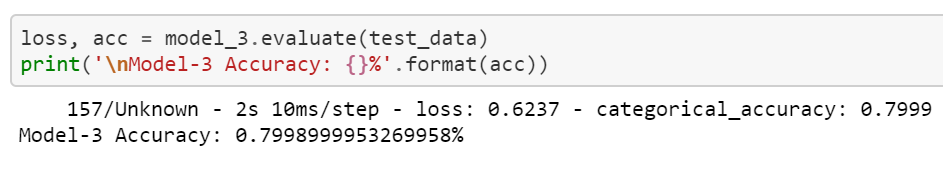 loss, acc = model_3.evaluate(test_data)
print('\nModel-3 Accuracy: {}%'.format(acc))
157/Unknown - 2s 10ms/step - loss: 0.6237 - categorical_accuracy: 0.7999
Model-3 Accuracy: 0.7998999953269958%